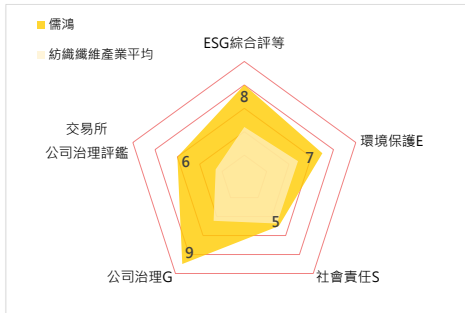 儒鴻
紡織纖維產業平均
ESG綜合評等
8
環境保護E
7
社會責任S
5
公司治理G
9
交易所
公司治理評鑑
6